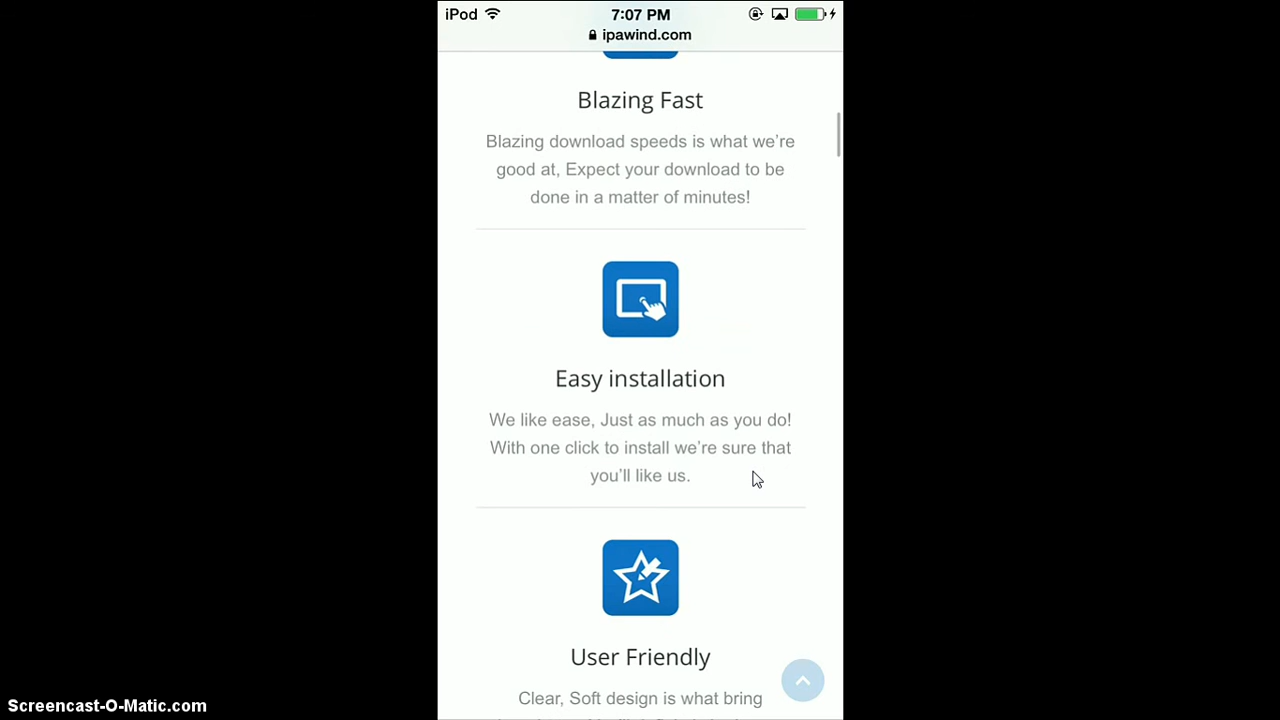 iPod 7:07 PM
ipawind.com
Blazing Fast
Blazing download speeds is what we’re
good at, Expect your download to be
done in a matter of minutes!
Easy installation
We like ease, Just as much as you do!
With one click to install we’re sure that
you’ll like us.
User Friendly
Clear, Soft design is what bring
Screencast-O-Matic.com